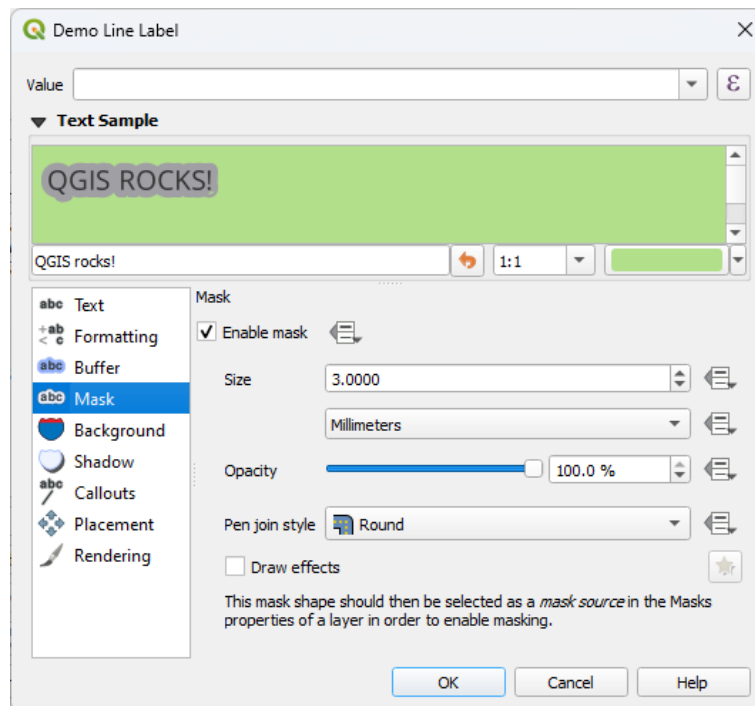 Demo Line Label
Value
ε
Text Sample
QGIS ROCKS!
QGIS rocks!
1:1
Mask
abc Text
Enable mask
+ab < c Formatting
abc Buffer
Size 3.0000
abc Mask
Millimeters
Background
Shadow
Opacity 100.0 %
abc Callouts
Placement
Pen join style Round
Rendering
Draw effects
This mask shape should then be selected as a mask source in the Masks
properties of a layer in order to enable masking.
OK Cancel Help